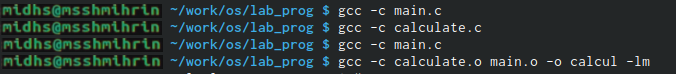 midhs@msshmihrin ~/work/os/lab_prog $ gcc -c main.c
midhs@msshmihrin ~/work/os/lab_prog $ gcc -c calculate.c
midhs@msshmihrin ~/work/os/lab_prog $ gcc -c main.c
midhs@msshmihrin ~/work/os/lab_prog $ gcc -c calculate.o main.o -o calcul -lm